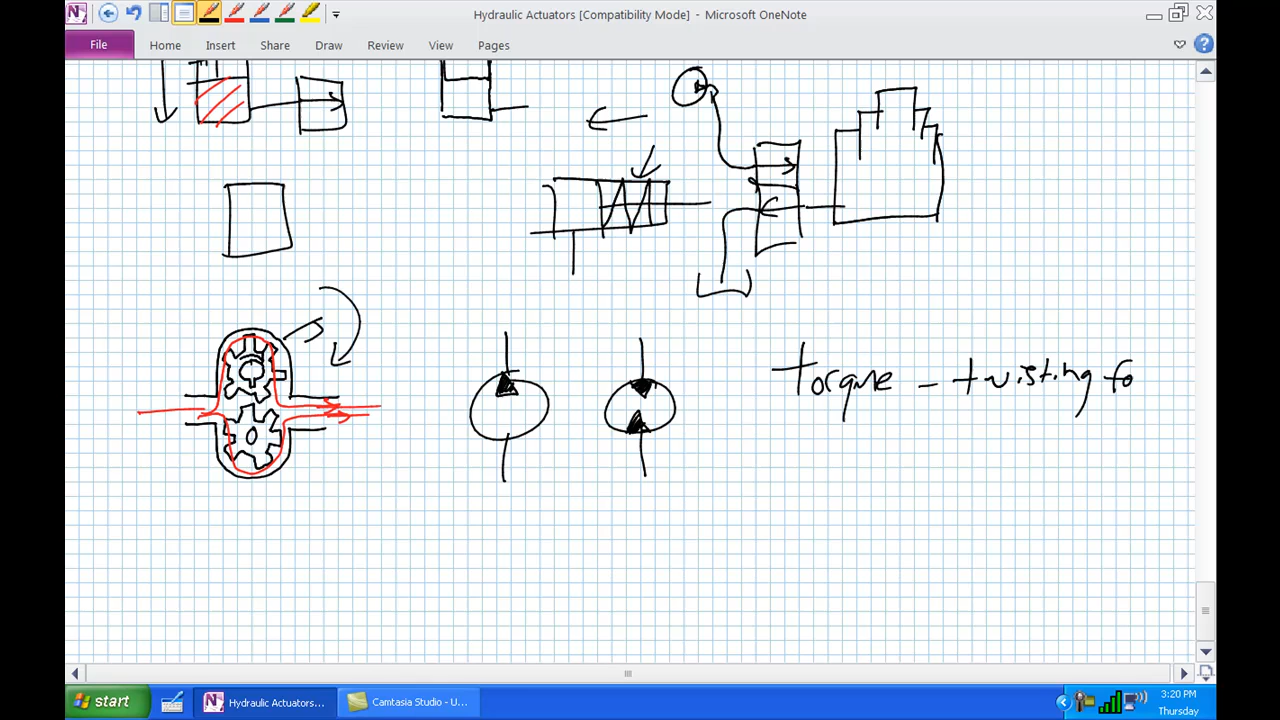 Hydraulic Actuators [Compatibility Mode] - Microsoft OneNote
File Home Insert Share Draw Review View Pages
torque - twisting fo
start Hydraulic Actuators... Camtasia Studio - U... 3:20 PM
Thursday